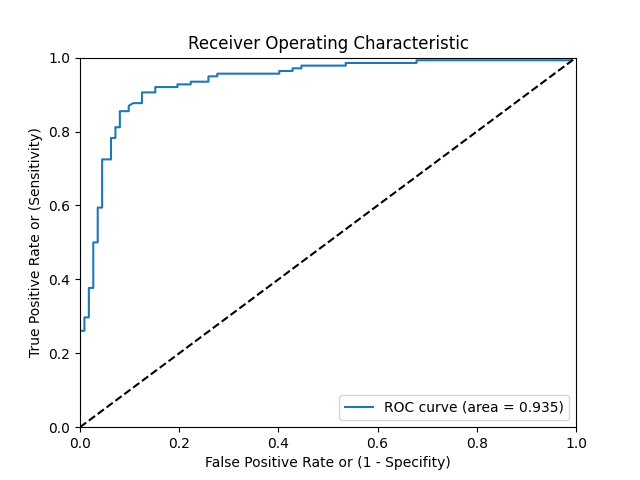 Receiver Operating Characteristic
1.0
0.8
0.6
0.4
0.2
0.0
True Positive Rate or (Sensitivity)
ROC curve (area = 0.935)
0.0 0.2 0.4 0.6 0.8 1.0
False Positive Rate or (1 - Specifity)